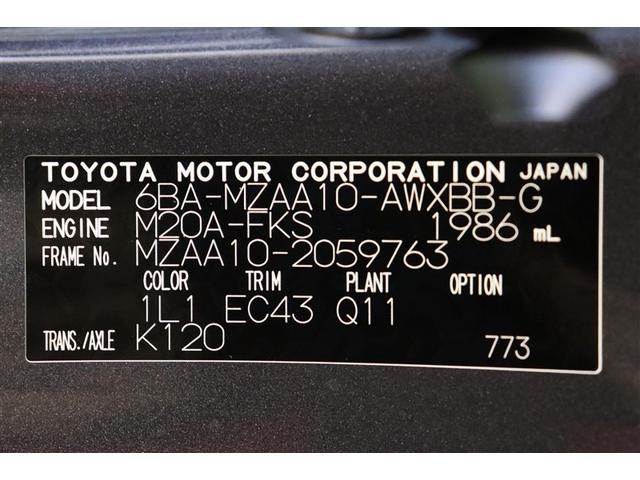 TOYOTA MOTOR CORPORATION JAPAN
MODEL 6BA-MZAA10-AWXBB-G
ENGINE M20A-FKS 1986 mL
FRAME No. MZAA10-2059763
COLOR TRIM PLANT OPTION
1L1 EC43 Q11
TRANS./AXLE K120 773